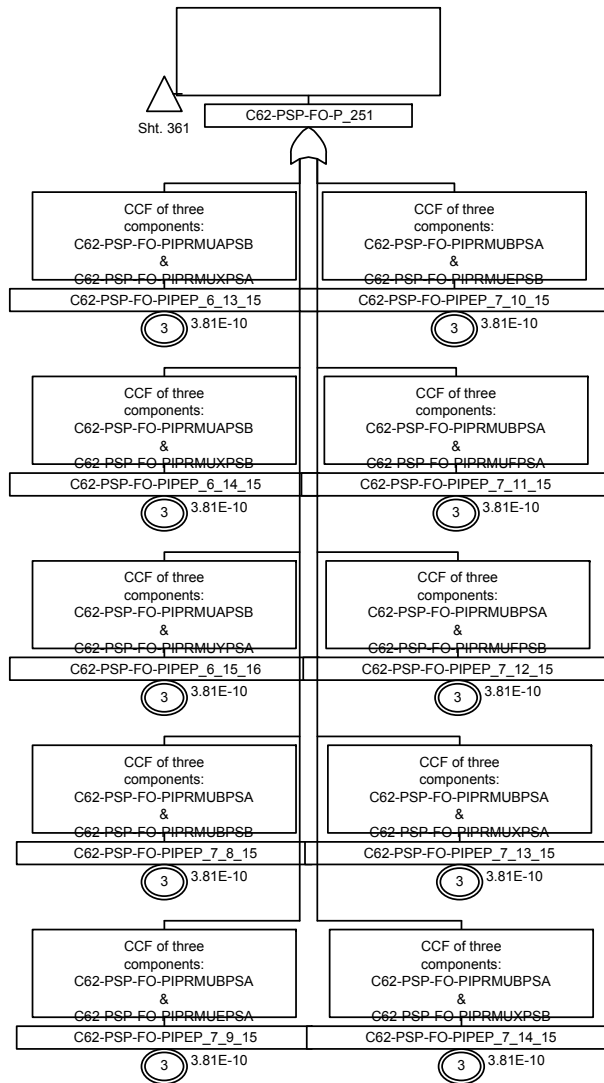 Sht. 361
C62-PSP-FO-P_251
CCF of three
components:
C62-PSP-FO-PIPRMUAPSB
&
C62-PSP-FO-PIPRMUXPSA
C62-PSP-FO-PIPEP_6_13_15
3
3.81E-10
CCF of three
components:
C62-PSP-FO-PIPRMUBPSA
&
C62-PSP-FO-PIPRMUEPSB
C62-PSP-FO-PIPEP_7_10_15
3
3.81E-10
CCF of three
components:
C62-PSP-FO-PIPRMUAPSB
&
C62-PSP-FO-PIPRMUXPSB
C62-PSP-FO-PIPEP_6_14_15
3
3.81E-10
CCF of three
components:
C62-PSP-FO-PIPRMUBPSA
&
C62-PSP-FO-PIPRMUFPSA
C62-PSP-FO-PIPEP_7_11_15
3
3.81E-10
CCF of three
components:
C62-PSP-FO-PIPRMUAPSB
&
C62-PSP-FO-PIPRMUYPSA
C62-PSP-FO-PIPEP_6_15_16
3
3.81E-10
CCF of three
components:
C62-PSP-FO-PIPRMUBPSA
&
C62-PSP-FO-PIPRMUFPSB
C62-PSP-FO-PIPEP_7_12_15
3
3.81E-10
CCF of three
components:
C62-PSP-FO-PIPRMUBPSA
&
C62-PSP-FO-PIPRMUBPSB
C62-PSP-FO-PIPEP_7_8_15
3
3.81E-10
CCF of three
components:
C62-PSP-FO-PIPRMUBPSA
&
C62-PSP-FO-PIPRMUXPSA
C62-PSP-FO-PIPEP_7_13_15
3
3.81E-10
CCF of three
components:
C62-PSP-FO-PIPRMUBPSA
&
C62-PSP-FO-PIPRMUEPSA
C62-PSP-FO-PIPEP_7_9_15
3
3.81E-10
CCF of three
components:
C62-PSP-FO-PIPRMUBPSA
&
C62-PSP-FO-PIPRMUXPSB
C62-PSP-FO-PIPEP_7_14_15
3
3.81E-10